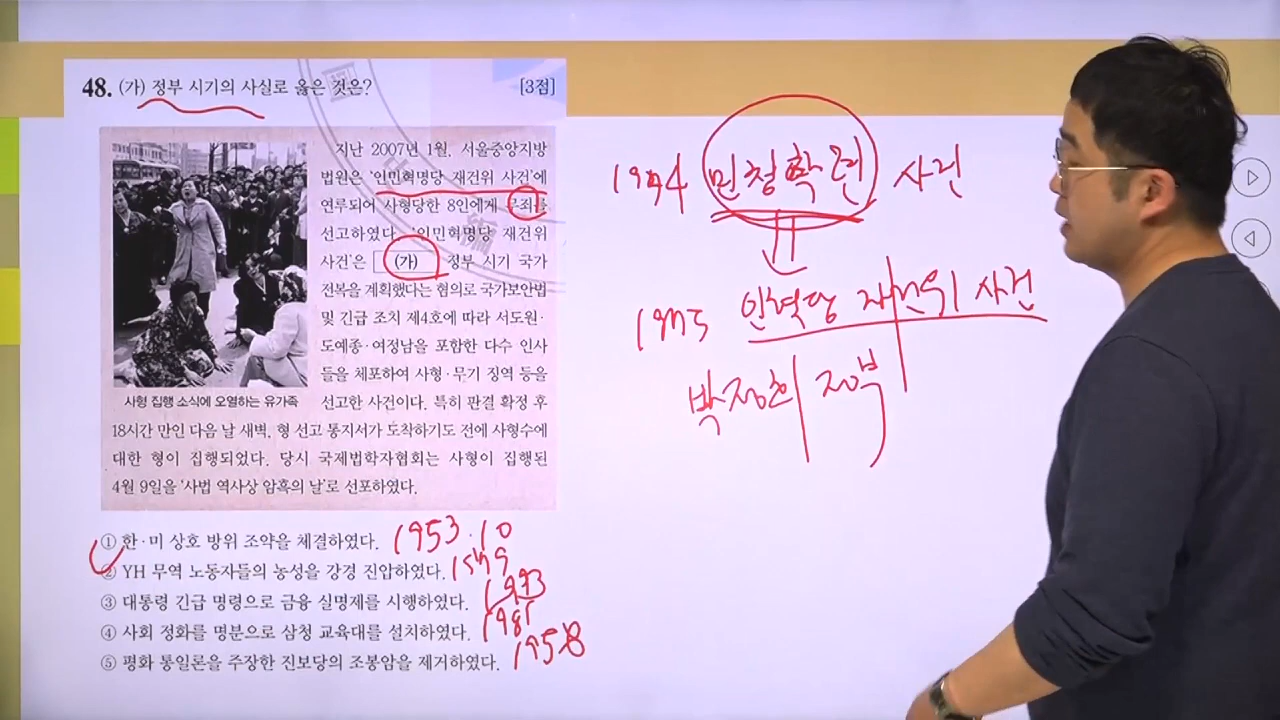 48. (가) 정부 시기의 사실로 옳은 것은? [3점]
지난 2007년 1월, 서울중앙지방
법원은 '인민혁명당 재건위 사건'에
연루되어 사형당한 8인에게 무죄를
선고하였다. '인민혁명당 재건위
사건'은 (가) 정부 시기 국가
전복을 계획했다는 혐의로 국가보안법
및 긴급 조치 제4호에 따라 서도원·
도예종·여정남을 포함한 다수 인사
들을 체포하여 사형·무기 징역 등을
사형 집행 소식에 오열하는 유가족
선고한 사건이다. 특히 판결 확정 후
18시간 만인 다음 날 새벽, 형 선고 통지서가 도착하기도 전에 사형수에
대한 형이 집행되었다. 당시 국제법학자협회는 사형이 집행된
4월 9일을 '사법 역사상 암흑의 날'로 선포하였다.
① 한·미 상호 방위 조약을 체결하였다. 1953.10
② YH 무역 노동자들의 농성을 강경 진압하였다. 1979
③ 대통령 긴급 명령으로 금융 실명제를 시행하였다. 1993
④ 사회 정화를 명분으로 삼청 교육대를 설치하였다.
⑤ 평화 통일론을 주장한 진보당의 조봉암을 제거하였다. 1958
1974 민청학련 사건
1975 인혁당 재건위 사건
박정희 정부